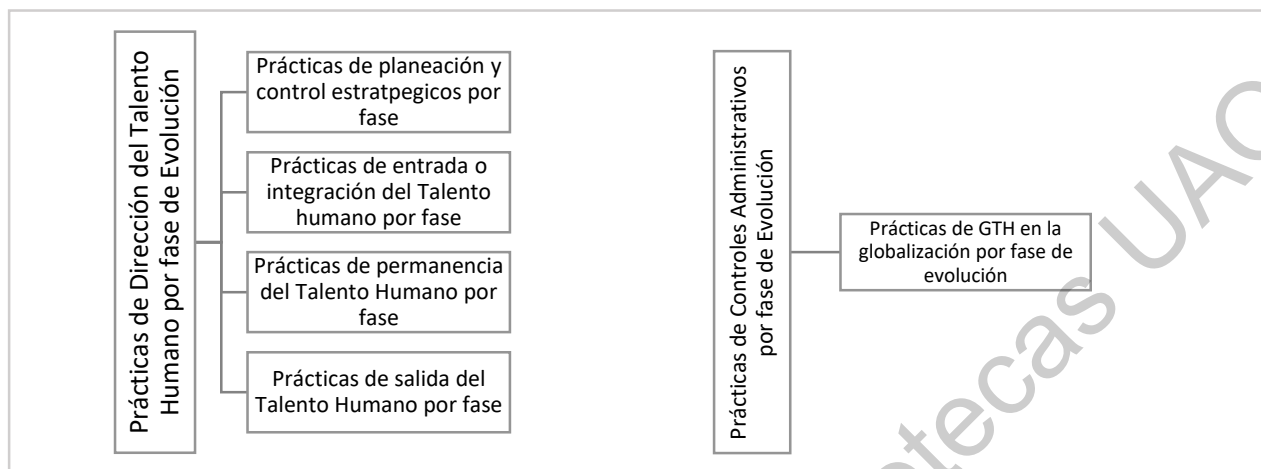 Prácticas de Dirección del Talento
Humano por fase de Evolución
Prácticas de planeación y
control estratpegicos por
fase
Prácticas de entrada o
integración del Talento
humano por fase
Prácticas de permanencia
del Talento Humano por
fase
Prácticas de salida del
Talento Humano por fase
Prácticas de Controles Administrativos
por fase de Evolución
Prácticas de GTH en la
globalización por fase de
evolución